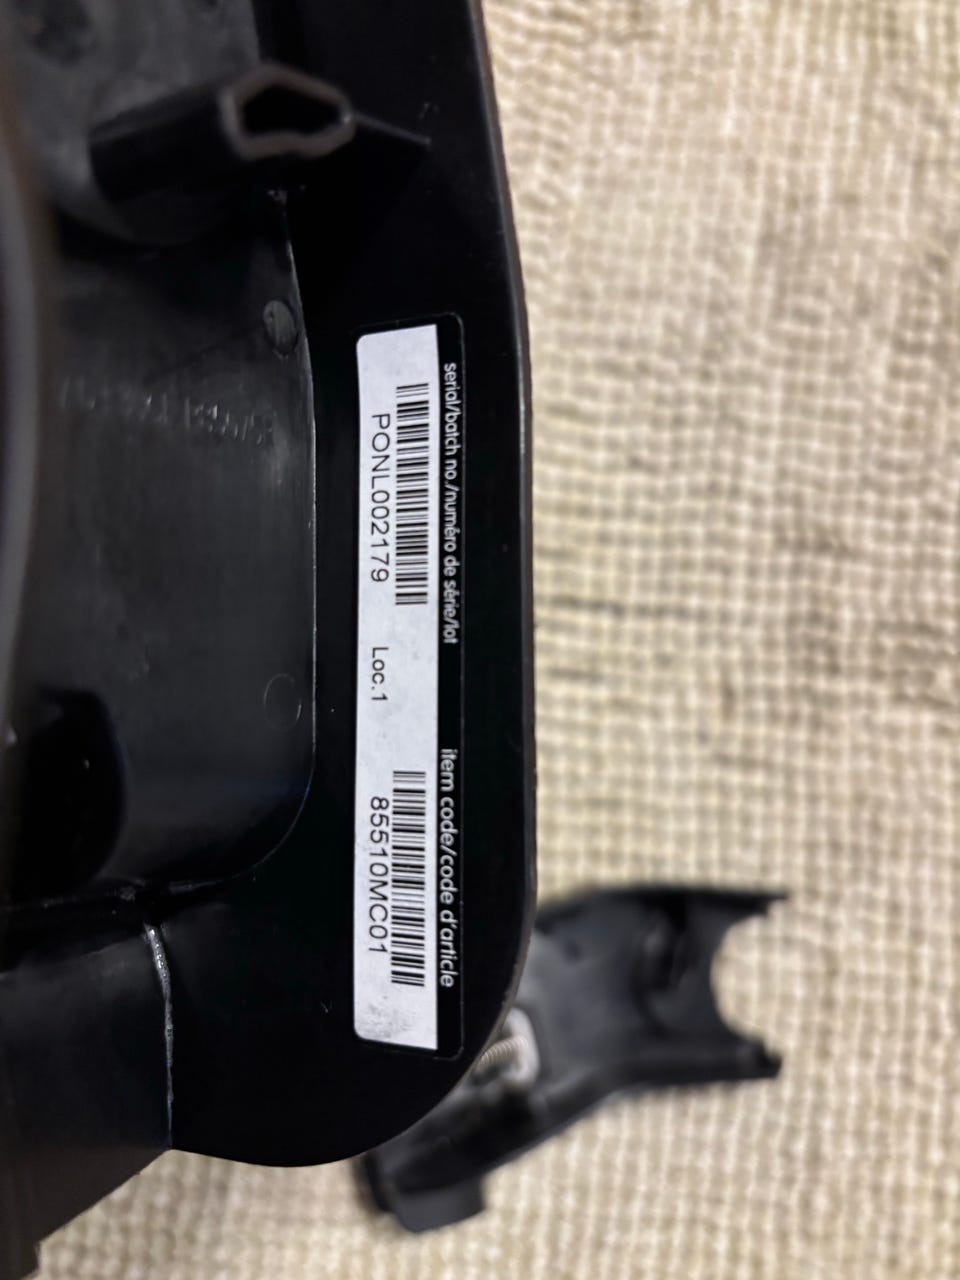 serial/batch no./numéro de série/lot
PONL002179
Loc.1
item code/code d'article
85510MC01